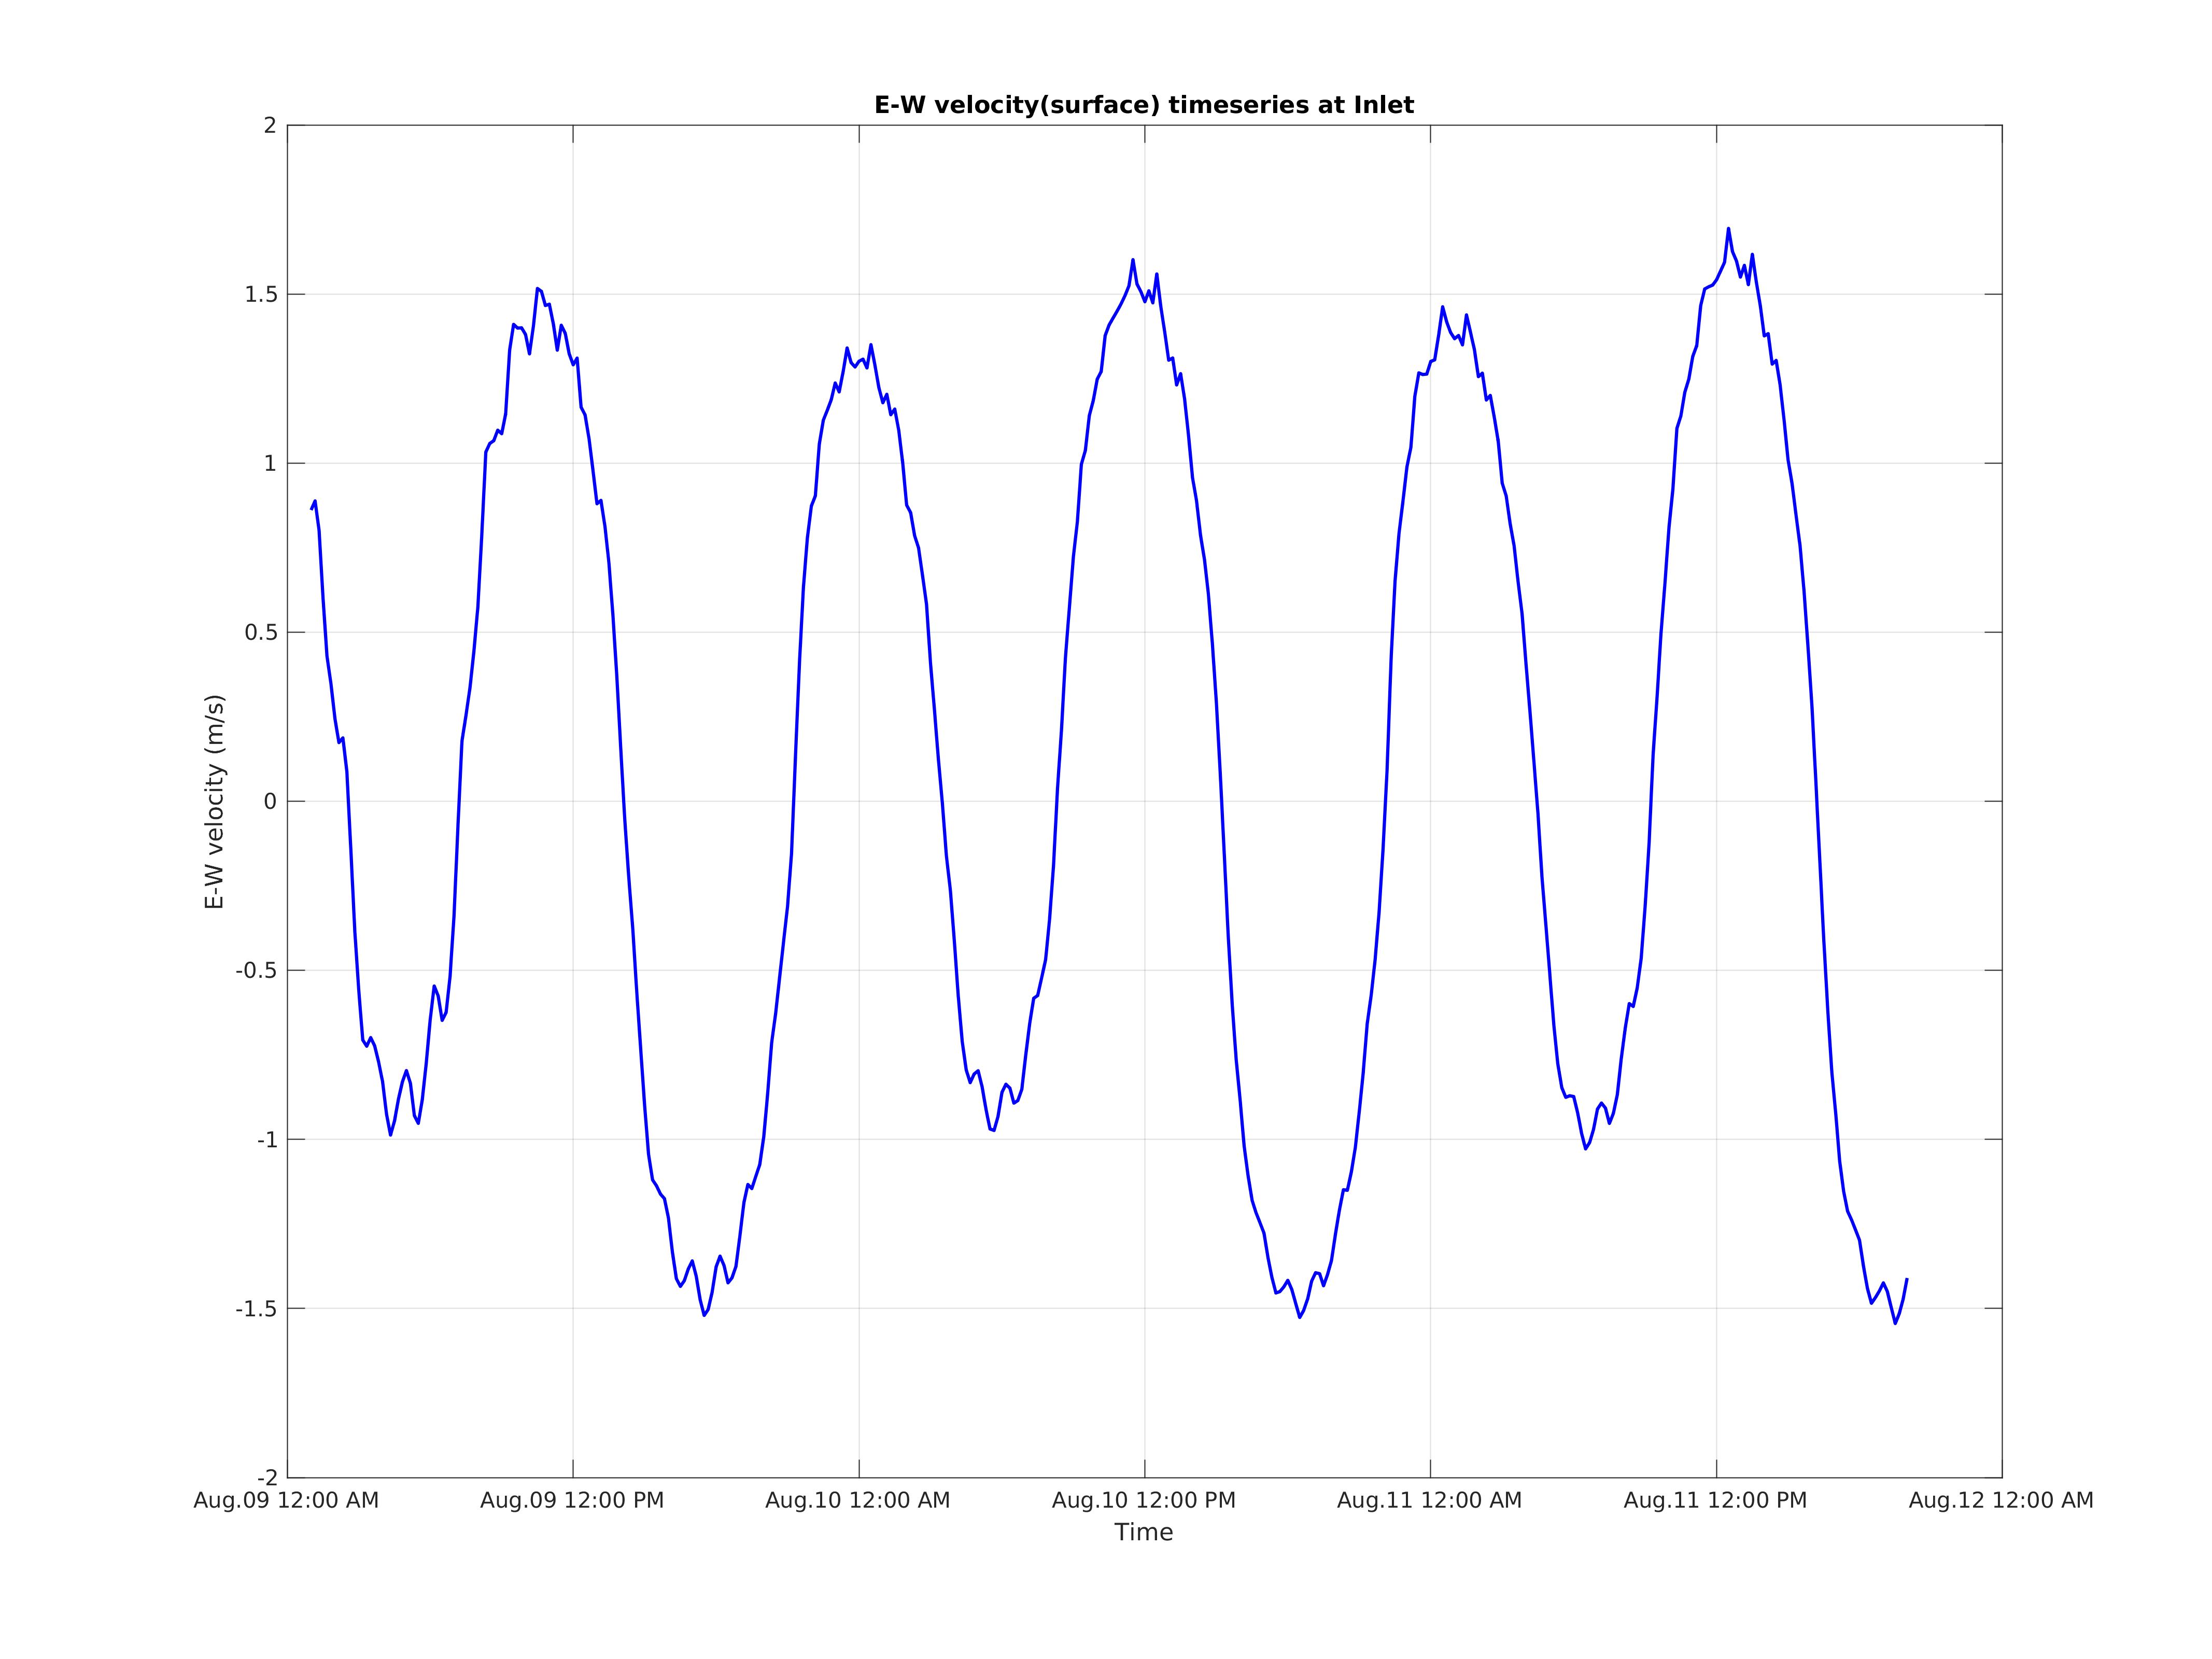 E-W velocity(surface) timeseries at Inlet
2
1.5
1
0.5
0
-0.5
-1
-1.5
-2
E-W velocity (m/s)
Aug.09 12:00 AM Aug.09 12:00 PM Aug.10 12:00 AM Aug.10 12:00 PM Aug.11 12:00 AM Aug.11 12:00 PM Aug.12 12:00 AM
Time